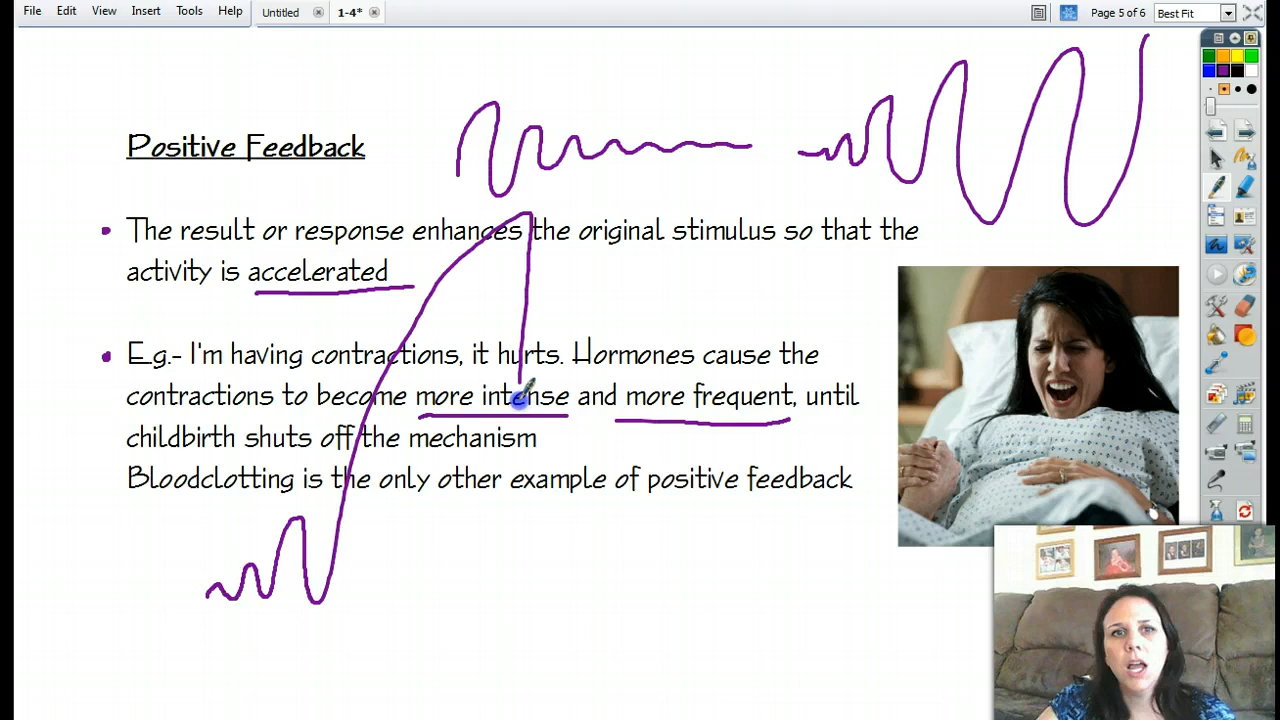 File Edit View Insert Tools Help Untitled 1-4* Page 5 of 6 Best Fit
Positive Feedback
• The result or response enhances the original stimulus so that the
activity is accelerated
• E.g.- I'm having contractions, it hurts. Hormones cause the
contractions to become more intense and more frequent, until
childbirth shuts off the mechanism
Bloodclotting is the only other example of positive feedback